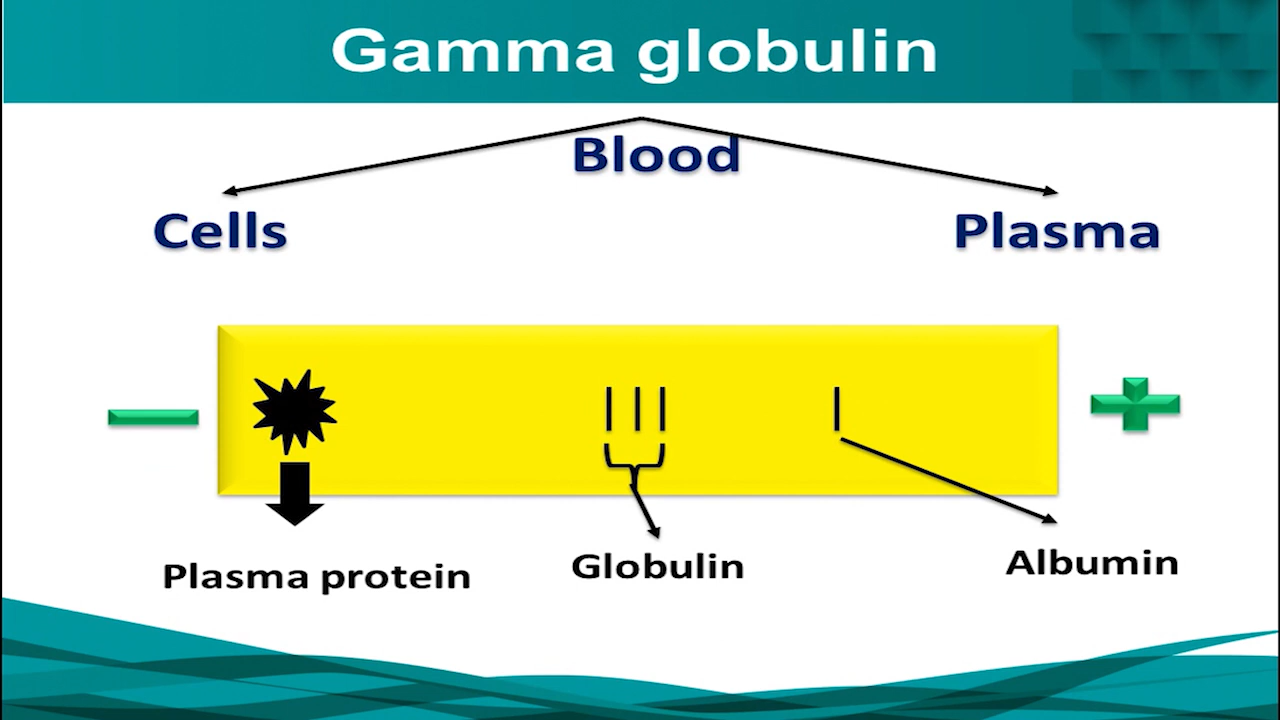 Gamma globulin
Blood
Cells
Plasma
Plasma protein
Globulin
Albumin